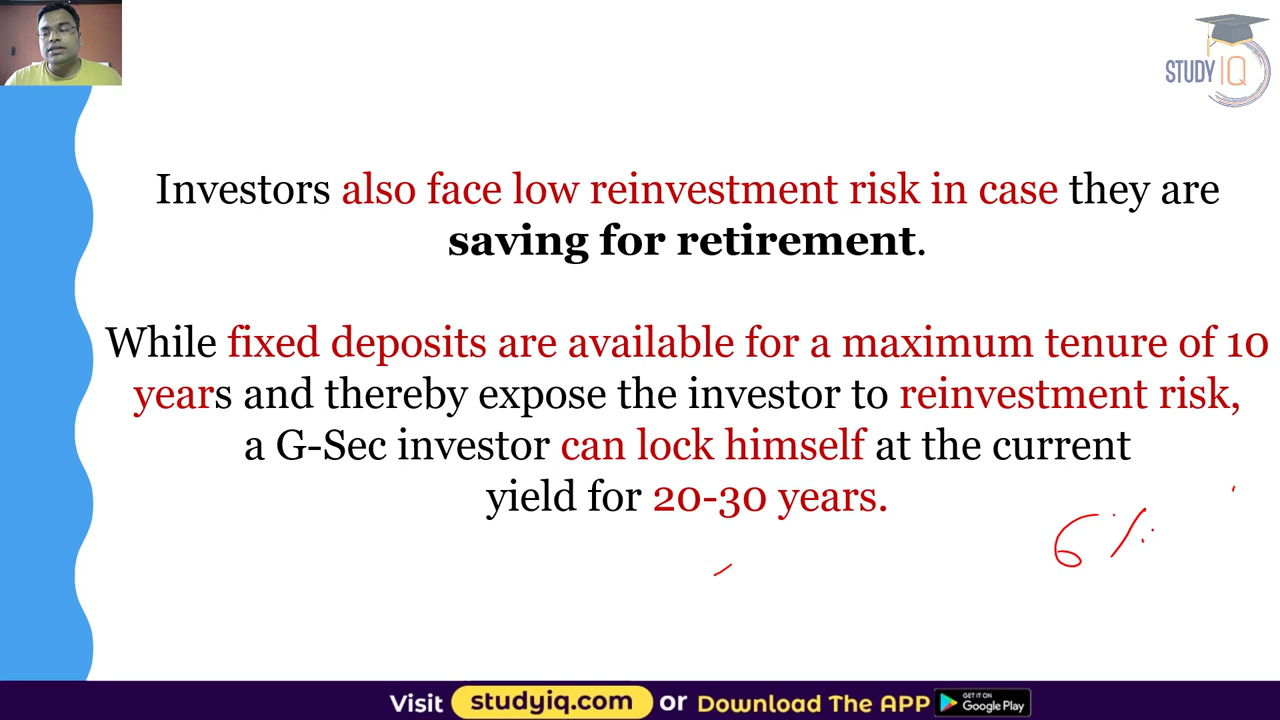 STUDY IQ
Investors also face low reinvestment risk in case they are
saving for retirement.
While fixed deposits are available for a maximum tenure of 10
years and thereby expose the investor to reinvestment risk,
a G-Sec investor can lock himself at the current
yield for 20-30 years.
6%
Visit studyiq.com or Download The APP GET IT ON Google Play